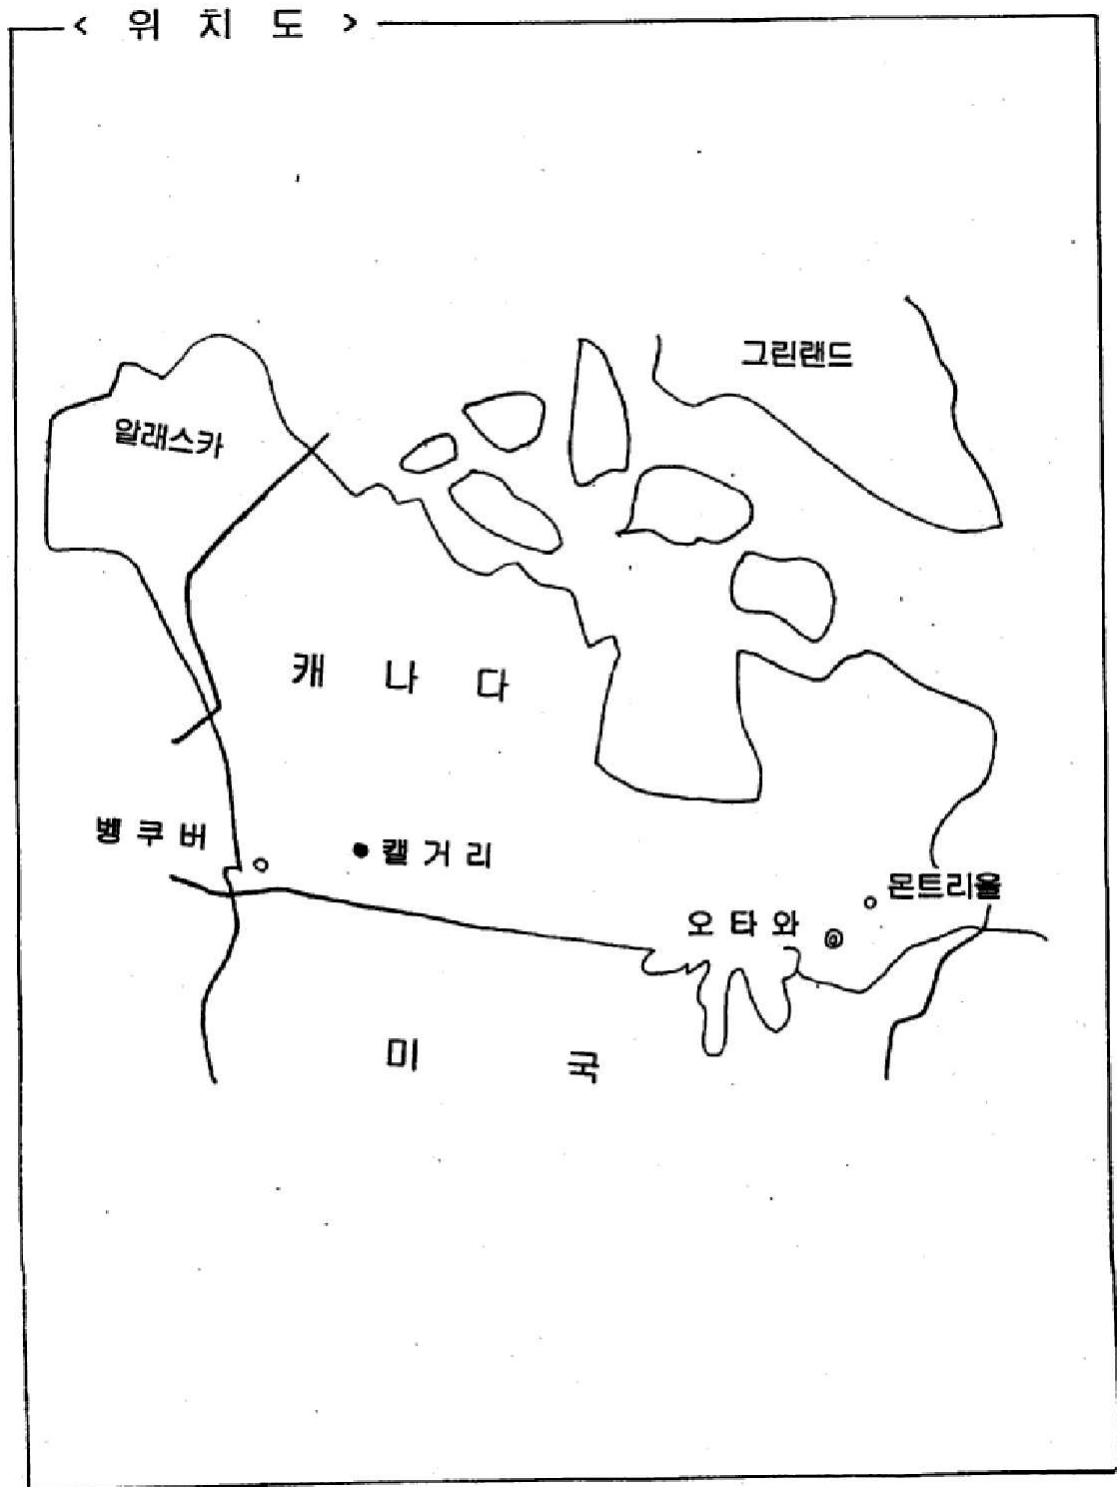 < 위 치 도 >
그린랜드
알래스카
캐 나 다
벵 쿠 버
캘 거 리
몬트리올
오 타 와
미 국